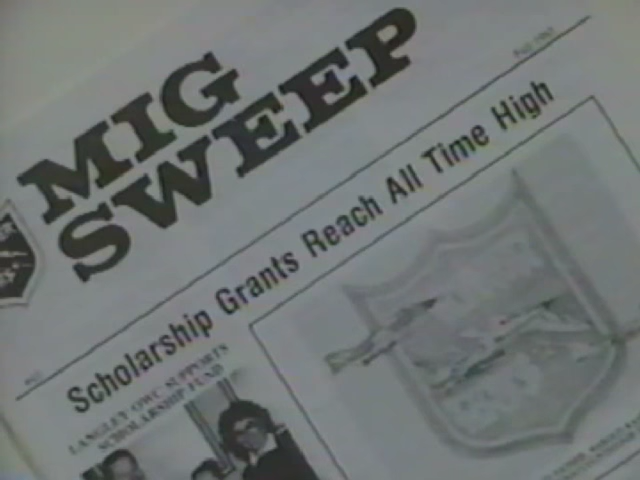 MIG
SWEEP
Scholarship Grants Reach All Time High
LANGLEY OWC SUPPORTS
SCHOLARSHIP FUND